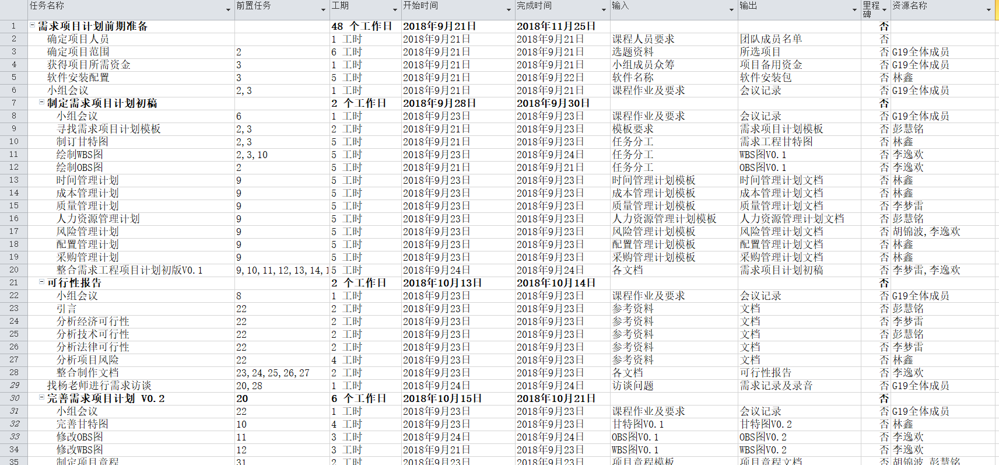 任务名称 前置任务 工期 开始时间 完成时间 输入 输出 里程碑 资源名称
1 需求项目计划前期准备 48 个工作日 2018年9月21日 2018年11月25日 否
2 确定项目人员 1 工时 2018年9月21日 2018年9月21日 课程人员要求 团队成员名单 否
3 确定项目范围 2 6 工时 2018年9月21日 2018年9月21日 选题资料 所选项目 否 G19全体成员
4 获得项目所需资金 3 1 工时 2018年9月21日 2018年9月21日 小组成员众筹 项目备用资金 否 G19全体成员
5 软件安装配置 3 5 工时 2018年9月21日 2018年9月22日 软件名称 软件安装包 否 林鑫
6 小组会议 2,3 1 工时 2018年9月21日 2018年9月21日 课程作业及要求 会议记录 否 G19全体成员
7 制定需求项目计划初稿 2 个工作日 2018年9月28日 2018年9月30日 否
8 小组会议 6 1 工时 2018年9月23日 2018年9月23日 课程作业及要求 会议记录 否 G19全体成员
9 寻找需求项目计划模板 2,3 2 工时 2018年9月21日 2018年9月23日 模板要求 需求项目计划模板 否 彭慧铭
10 制订甘特图 2,3 5 工时 2018年9月21日 2018年9月23日 任务分工 需求工程甘特图 否 林鑫
11 绘制WBS图 2,3,10 5 工时 2018年9月23日 2018年9月24日 任务分工 WBS图V0.1 否 李逸欢
12 绘制OBS图 2 5 工时 2018年9月21日 2018年9月21日 任务分工 OBS图V0.1 否 李逸欢
13 时间管理计划 9 5 工时 2018年9月23日 2018年9月23日 时间管理计划模板 时间管理计划文档 否 林鑫
14 成本管理计划 9 5 工时 2018年9月23日 2018年9月23日 成本管理计划模板 成本管理计划文档 否 林鑫
15 质量管理计划 9 5 工时 2018年9月23日 2018年9月23日 质量管理计划模板 质量管理计划文档 否 李梦雷
16 人力资源管理计划 9 5 工时 2018年9月23日 2018年9月23日 人力资源管理计划模板 人力资源管理计划文档 否 彭慧铭
17 风险管理计划 9 5 工时 2018年9月23日 2018年9月23日 风险管理计划模板 风险管理计划文档 否 胡锦波,李逸欢
18 配置管理计划 9 5 工时 2018年9月23日 2018年9月23日 配置管理计划模板 配置管理计划文档 否 林鑫
19 采购管理计划 9 5 工时 2018年9月23日 2018年9月23日 采购管理计划模板 采购管理计划文档 否 林鑫
20 整合需求工程项目计划初版V0.1 9,10,11,12,13,14,1 5 工时 2018年9月24日 2018年9月24日 各文档 需求项目计划初稿 否 李梦雷,李逸欢
21 可行性报告 2 个工作日 2018年10月13日 2018年10月14日 否
22 小组会议 8 1 工时 2018年9月23日 2018年9月23日 课程作业及要求 会议记录 否 G19全体成员
23 引言 22 2 工时 2018年9月23日 2018年9月23日 参考资料 文档 否 彭慧铭
24 分析经济可行性 22 2 工时 2018年9月23日 2018年9月23日 参考资料 文档 否 李梦雷
25 分析技术可行性 22 2 工时 2018年9月23日 2018年9月23日 参考资料 文档 否 彭慧铭
26 分析法律可行性 22 2 工时 2018年9月23日 2018年9月23日 参考资料 文档 否 李梦雷
27 分析项目风险 22 4 工时 2018年9月23日 2018年9月23日 参考资料 文档 否 林鑫
28 整合制作文档 23,24,25,26,27 2 工时 2018年9月23日 2018年9月23日 各文档 可行性报告 否 李逸欢
29 找杨老师进行需求访谈 20,28 1 工时 2018年9月24日 2018年9月24日 访谈问题 需求记录及录音 否 G19全体成员
30 完善需求项目计划 V0.2 20 6 个工作日 2018年10月15日 2018年10月21日 否
31 小组会议 22 1 工时 2018年9月23日 2018年9月23日 课程作业及要求 会议记录 否 G19全体成员
32 完善甘特图 10 4 工时 2018年9月23日 2018年9月23日 甘特图V0.1 甘特图V0.2 否 林鑫
33 修改OBS图 11 3 工时 2018年9月24日 2018年9月24日 OBS图V0.1 OBS图V0.2 否 李逸欢
34 修改WBS图 12 3 工时 2018年9月21日 2018年9月23日 WBS图V0.1 WBS图V0.2 否 李逸欢
35 制定项目章程 31 2 工时 2018年9月23日 2018年9月23日 项目章程模板 项目章程文档 否 胡锦波,彭慧铭